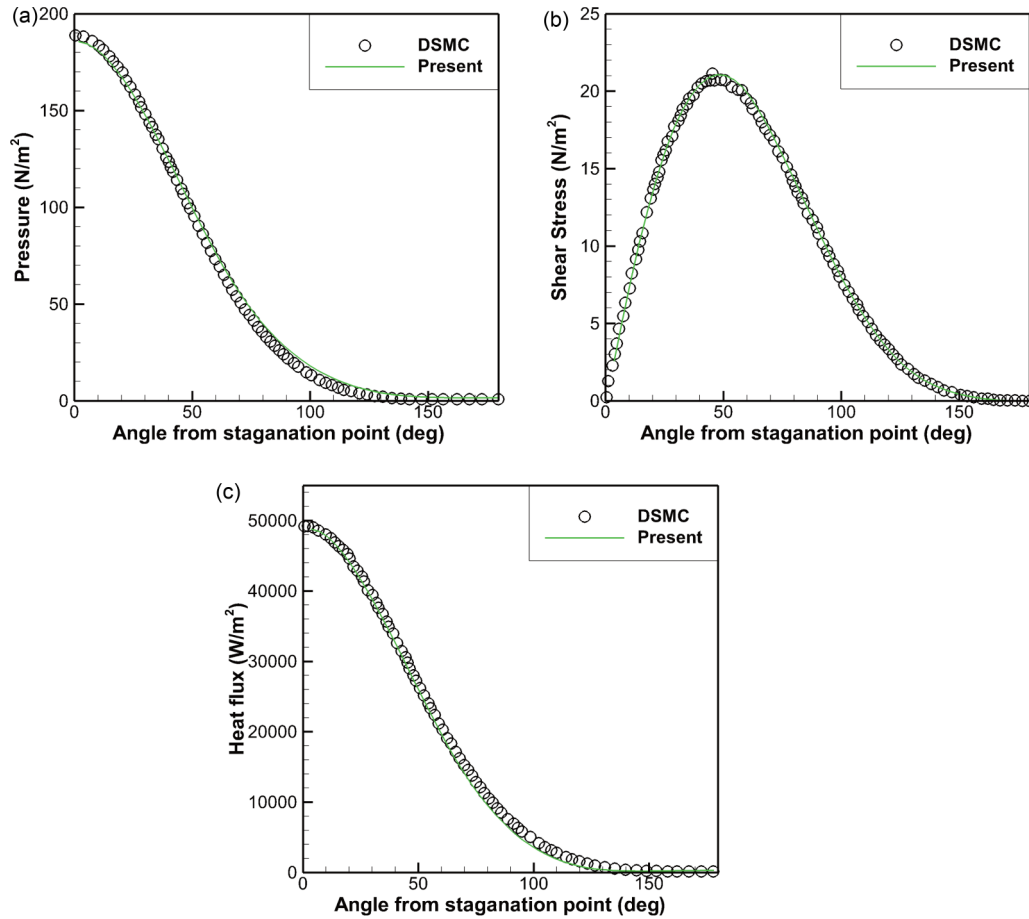 (a)
200
150
100
50
0
Pressure (N/m²)
DSMC
Present
0 50 100 150
Angle from staganation point (deg)
(b)
25
20
15
10
5
0
Shear Stress (N/m²)
DSMC
Present
0 50 100 150
Angle from staganation point (deg)
(c)
50000
40000
30000
20000
10000
0
Heat flux (W/m²)
DSMC
Present
0 50 100 150
Angle from staganation point (deg)